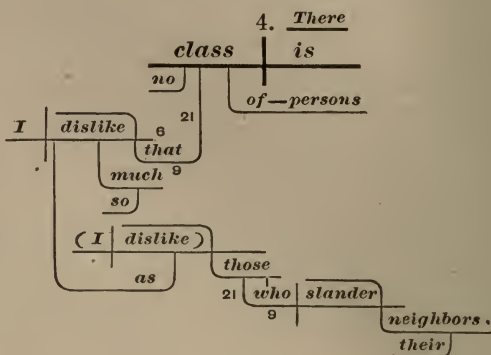 4. There
class is
no
of—persons
21
I dislike 6
that
9
much
so
(I dislike)
as
those
21 who slander
9
neighbors.
their